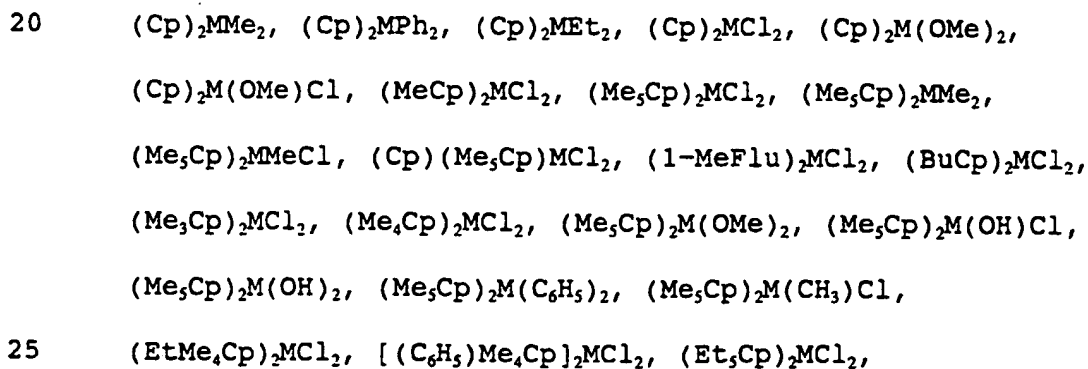 20 (Cp)₂MMe₂, (Cp)₂MPh₂, (Cp)₂MEt₂, (Cp)₂MCl₂, (Cp)₂M(OMe)₂,
(Cp)₂M(OMe)Cl, (MeCp)₂MCl₂, (Me₅Cp)₂MCl₂, (Me₅Cp)₂MMe₂,
(Me₅Cp)₂MMeCl, (Cp)(Me₅Cp)MCl₂, (1-MeFlu)₂MCl₂, (BuCp)₂MCl₂,
(Me₃Cp)₂MCl₂, (Me₄Cp)₂MCl₂, (Me₅Cp)₂M(OMe)₂, (Me₅Cp)₂M(OH)Cl,
(Me₅Cp)₂M(OH)₂, (Me₅Cp)₂M(C₆H₅)₂, (Me₅Cp)₂M(CH₃)Cl,
25 (EtMe₄Cp)₂MCl₂, [(C₆H₅)Me₄Cp]₂MCl₂, (Et₅Cp)₂MCl₂,